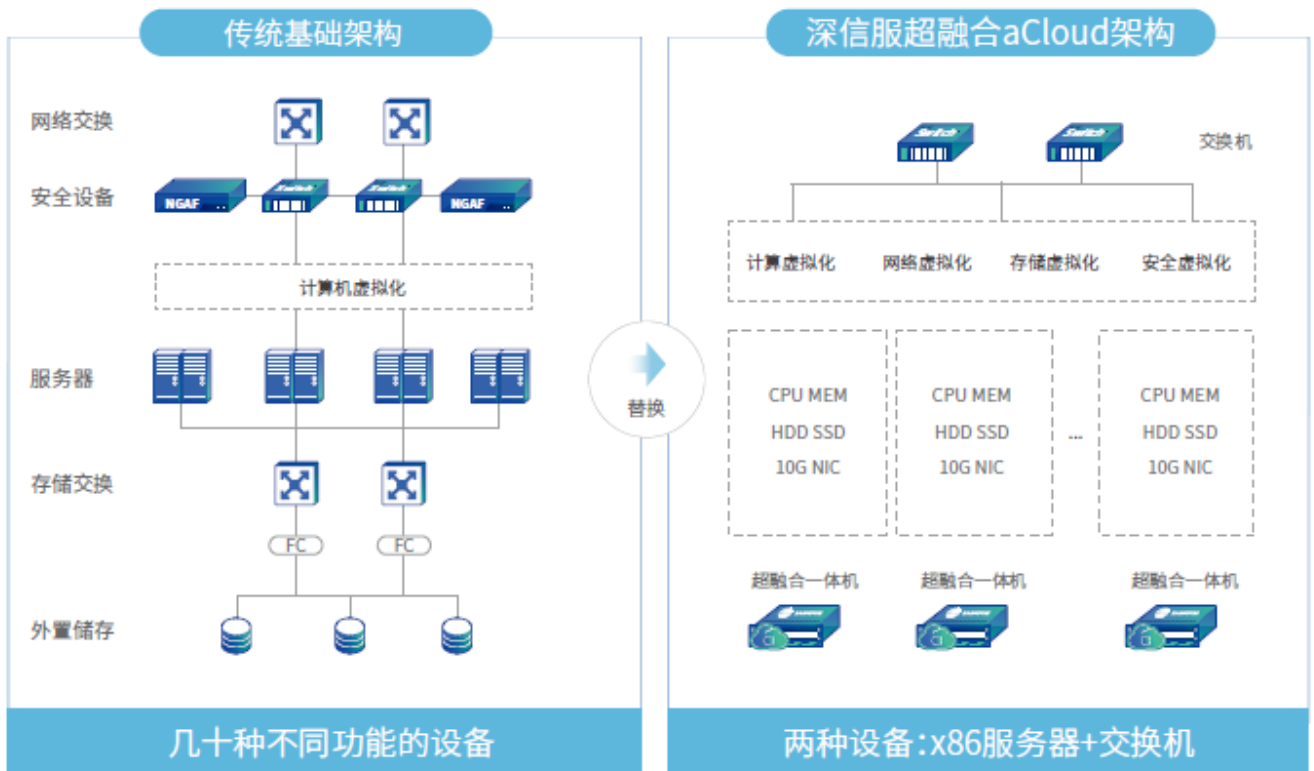 传统基础架构
网络交换
安全设备
NGAF
Switch
Switch
NGAF
计算机虚拟化
服务器
存储交换
FC
FC
外置储存
几十种不同功能的设备
替换
深信服超融合aCloud架构
Switch
Switch
交换机
计算虚拟化 网络虚拟化 存储虚拟化 安全虚拟化
CPU MEM
HDD SSD
10G NIC
CPU MEM
HDD SSD
10G NIC
...
CPU MEM
HDD SSD
10G NIC
超融合一体机
超融合一体机
超融合一体机
两种设备:x86服务器+交换机